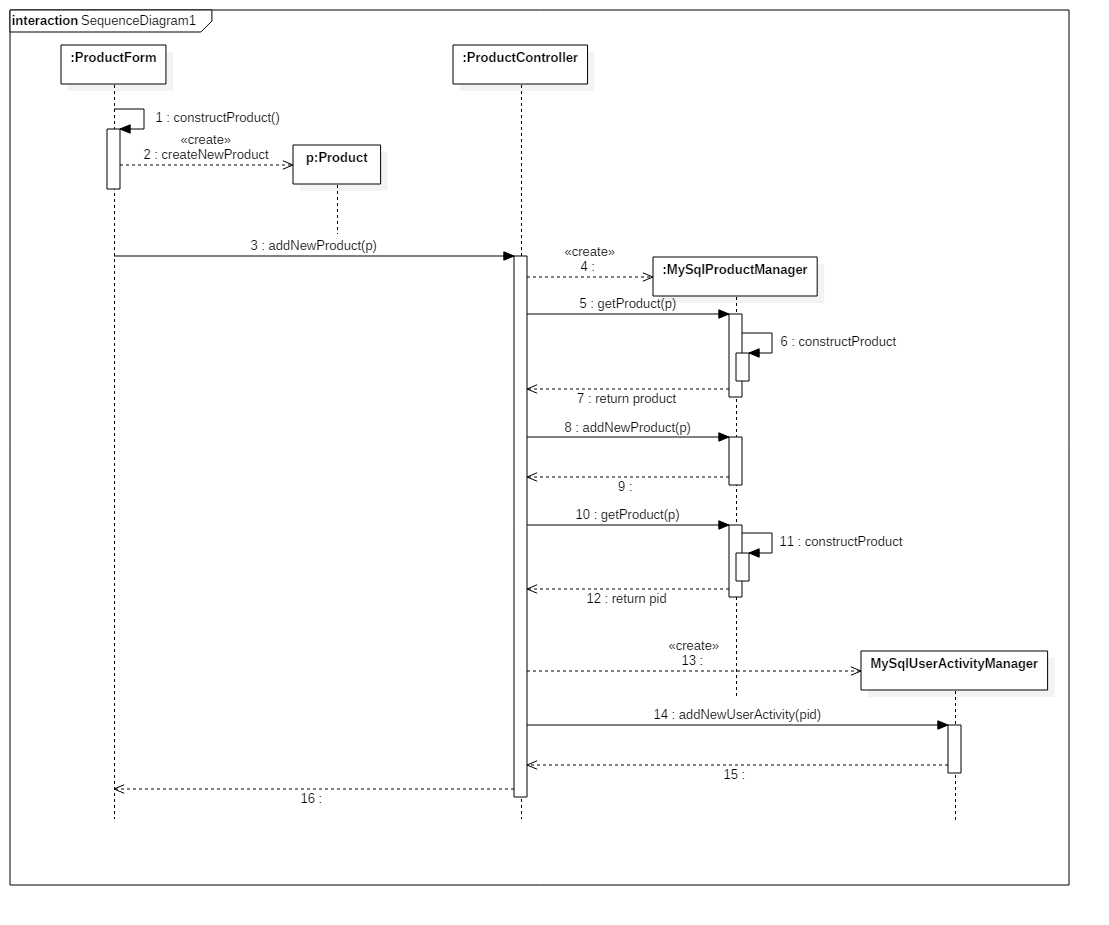 interaction SequenceDiagram1
:ProductForm
:ProductController
1 : constructProduct()
«create»
2 : createNewProduct
p:Product
3 : addNewProduct(p)
«create»
4 :
:MySqlProductManager
5 : getProduct(p)
6 : constructProduct
7 : return product
8 : addNewProduct(p)
9 :
10 : getProduct(p)
11 : constructProduct
12 : return pid
«create»
13 :
MySqlUserActivityManager
14 : addNewUserActivity(pid)
15 :
16 :